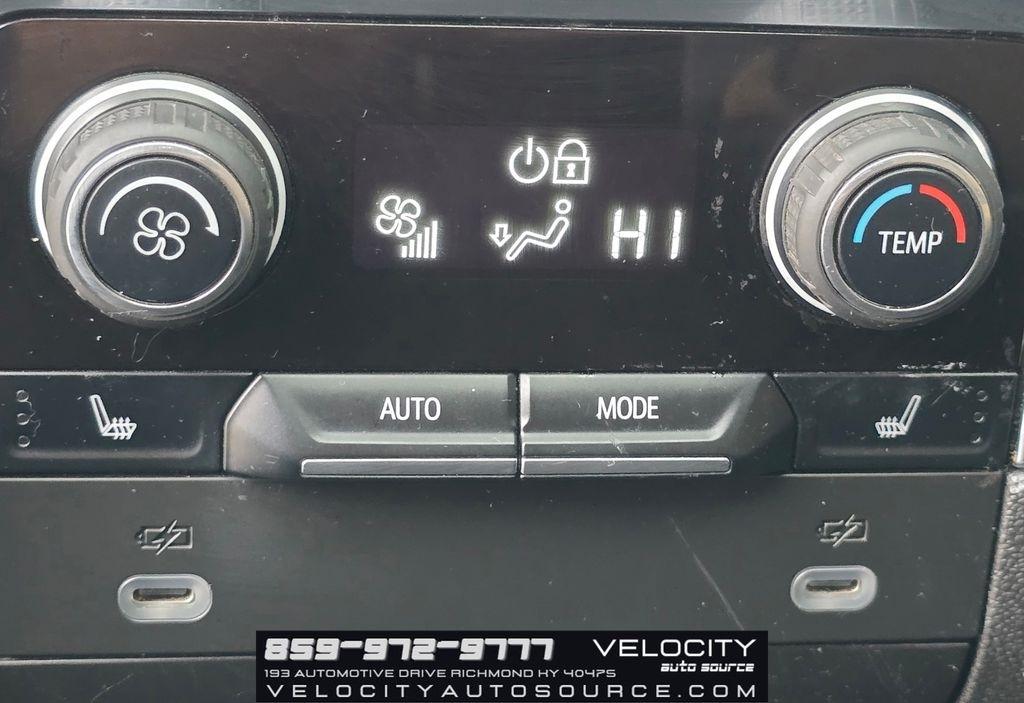 HI
TEMP
AUTO
MODE
859-972-9777
VELOCITY
auto source
193 AUTOMOTIVE DRIVE RICHMOND KY 40475
VELOCITYAUTOSOURCE.COM